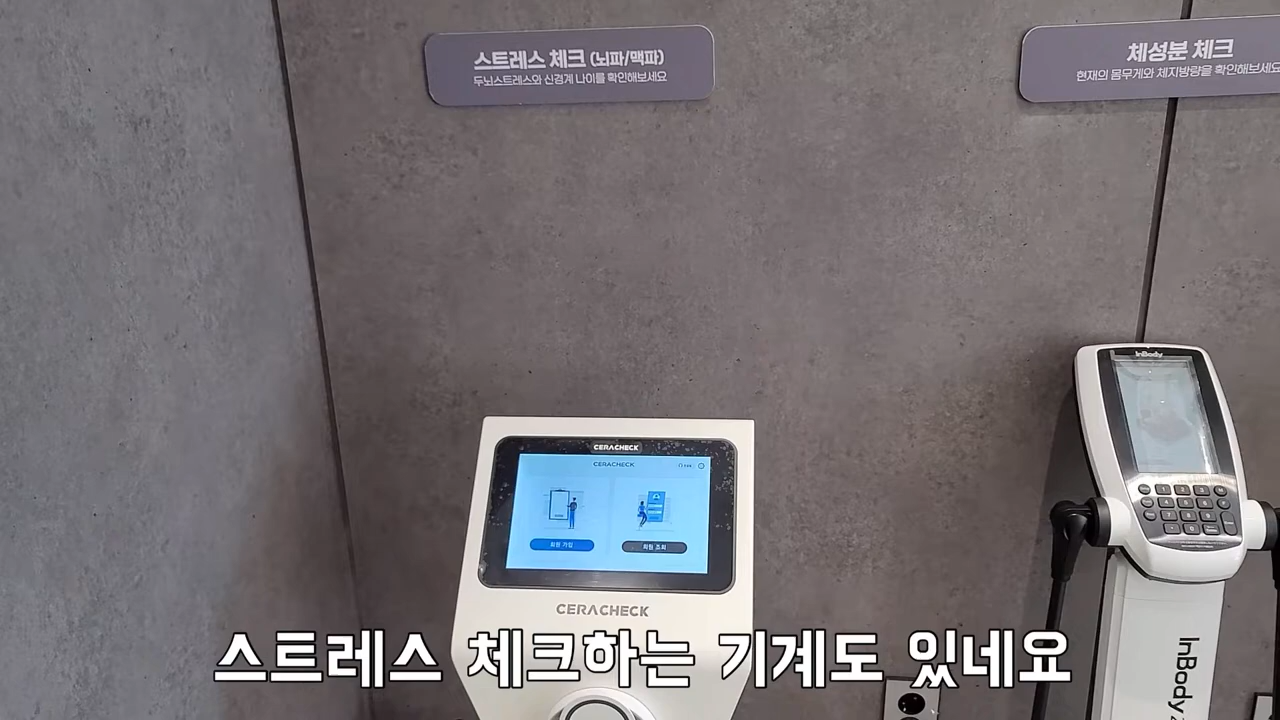 스트레스 체크 (뇌파/맥파)
두뇌스트레스와 신경계 나이를 확인해보세요
체성분 체크
현재의 몸무게와 체지방량을 확인해보세요
InBody
CERACHECK
CERACHECK
회원 가입
회원 조회
CERACHECK
InBody
스트레스 체크하는 기계도 있네요